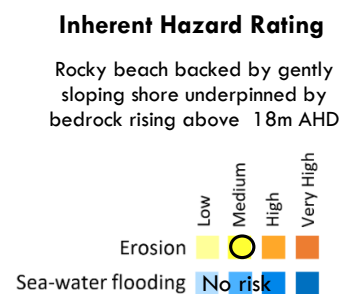 Inherent Hazard Rating
Rocky beach backed by gently
sloping shore underpinned by
bedrock rising above 18m AHD
Low
Medium
High
Very High
Erosion
Sea-water flooding
No risk